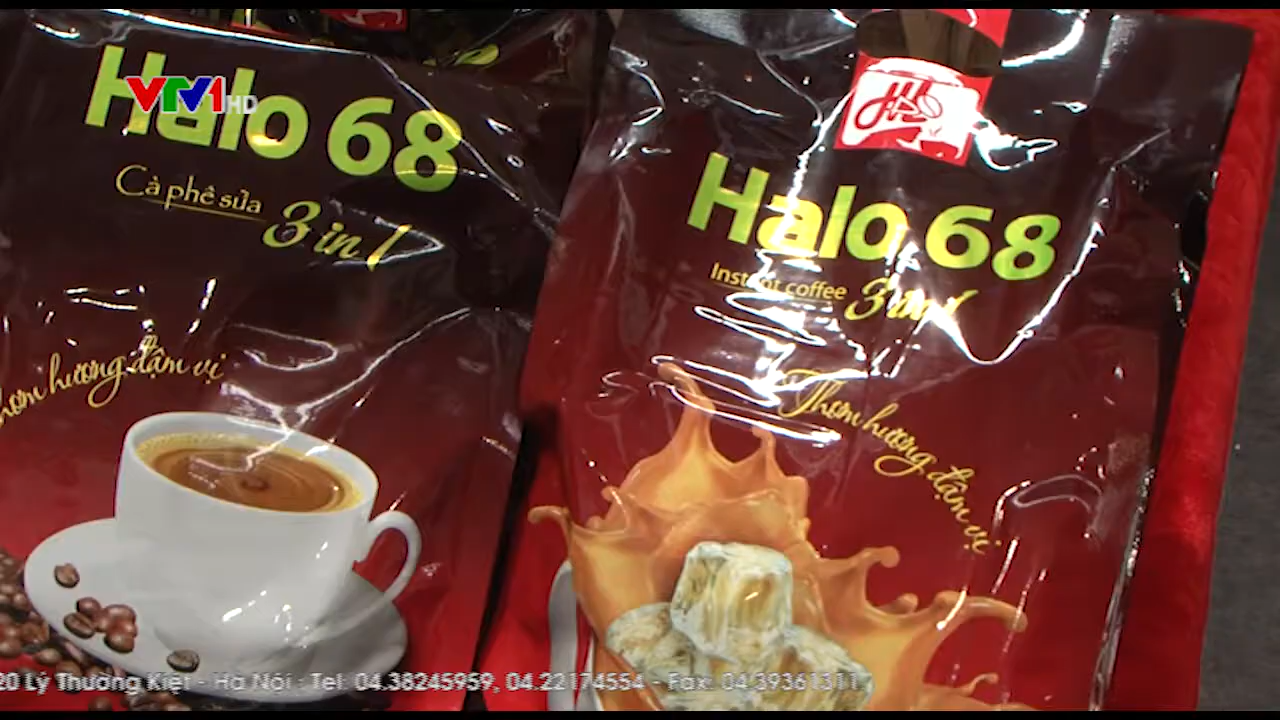 VTV1 HD
Halo 68
Cà phê sữa 3 in 1
Thơm hương đậm vị
Halo
Halo 68
Instant coffee 3 in 1
Thơm hương đậm vị
20 Lý Thường Kiệt - Hà Nội : Tel: 04.38245959, 04.22174554 - Fax: 04.39361311